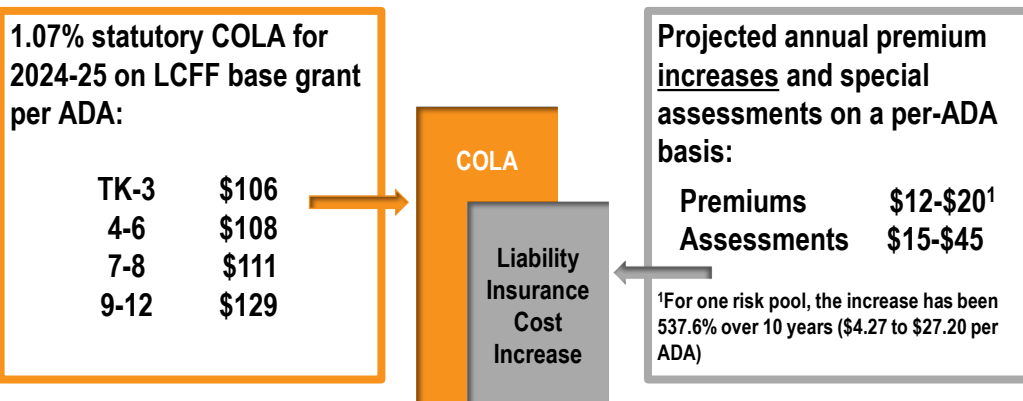 1.07% statutory COLA for
2024-25 on LCFF base grant
per ADA:
TK-3 $106
4-6 $108
7-8 $111
9-12 $129
COLA
Liability
Insurance
Cost
Increase
Projected annual premium
increases and special
assessments on a per-ADA
basis:
Premiums $12-$20¹
Assessments $15-$45
¹For one risk pool, the increase has been
537.6% over 10 years ($4.27 to $27.20 per
ADA)